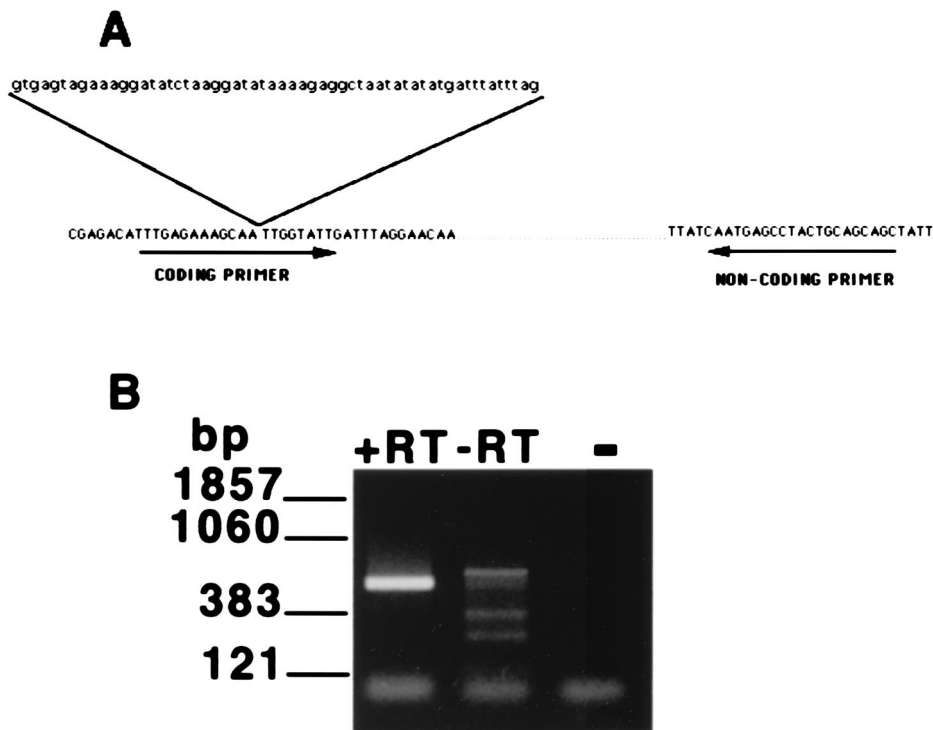 A
gtgagtagaaaggatatctaaggatataaaagaggctaatatatatgatttatttag
CGAGACATTTGAGAAAGCAA TTGGTATTGATTTAGGAACAA TTATCAATGAGCCTACTGCAGCAGCTATT
CODING PRIMER NON-CODING PRIMER
B
bp +RT -RT -
1857
1060
383
121